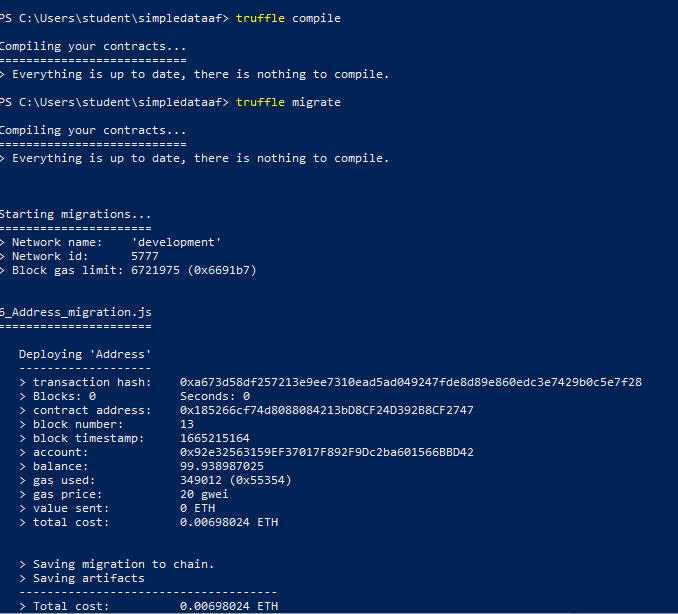 PS C:\Users\student\simpledataaf> truffle compile
Compiling your contracts...
===========================
> Everything is up to date, there is nothing to compile.
PS C:\Users\student\simpledataaf> truffle migrate
Compiling your contracts...
===========================
> Everything is up to date, there is nothing to compile.
Starting migrations...
======================
> Network name:    'development'
> Network id:      5777
> Block gas limit: 6721975 (0x6691b7)
6_Address_migration.js
======================
Deploying 'Address'
-------------------
> transaction hash:    0xa673d58df257213e9ee7310ead5ad049247fde8d89e860edc3e7429b0c5e7f28
> Blocks: 0            Seconds: 0
> contract address:    0x185266cf74d8088084213bD8CF24D392B8CF2747
> block number:        13
> block timestamp:     1665215164
> account:             0x92e32563159EF37017F892F9Dc2ba601566BBD42
> balance:             99.938987025
> gas used:            349012 (0x55354)
> gas price:           20 gwei
> value sent:          0 ETH
> total cost:          0.00698024 ETH
> Saving migration to chain.
> Saving artifacts
-------------------------------------
> Total cost:          0.00698024 ETH